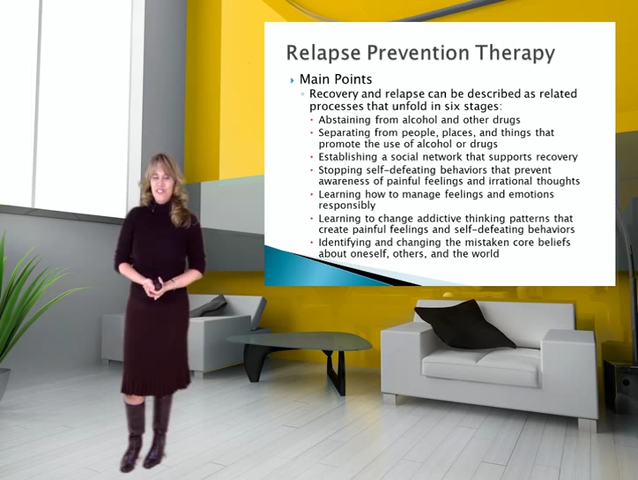 Relapse Prevention Therapy
Main Points
Recovery and relapse can be described as related
processes that unfold in six stages:
Abstaining from alcohol and other drugs
Separating from people, places, and things that
promote the use of alcohol or drugs
Establishing a social network that supports recovery
Stopping self-defeating behaviors that prevent
awareness of painful feelings and irrational thoughts
Learning how to manage feelings and emotions
responsibly
Learning to change addictive thinking patterns that
create painful feelings and self-defeating behaviors
Identifying and changing the mistaken core beliefs
about oneself, others, and the world